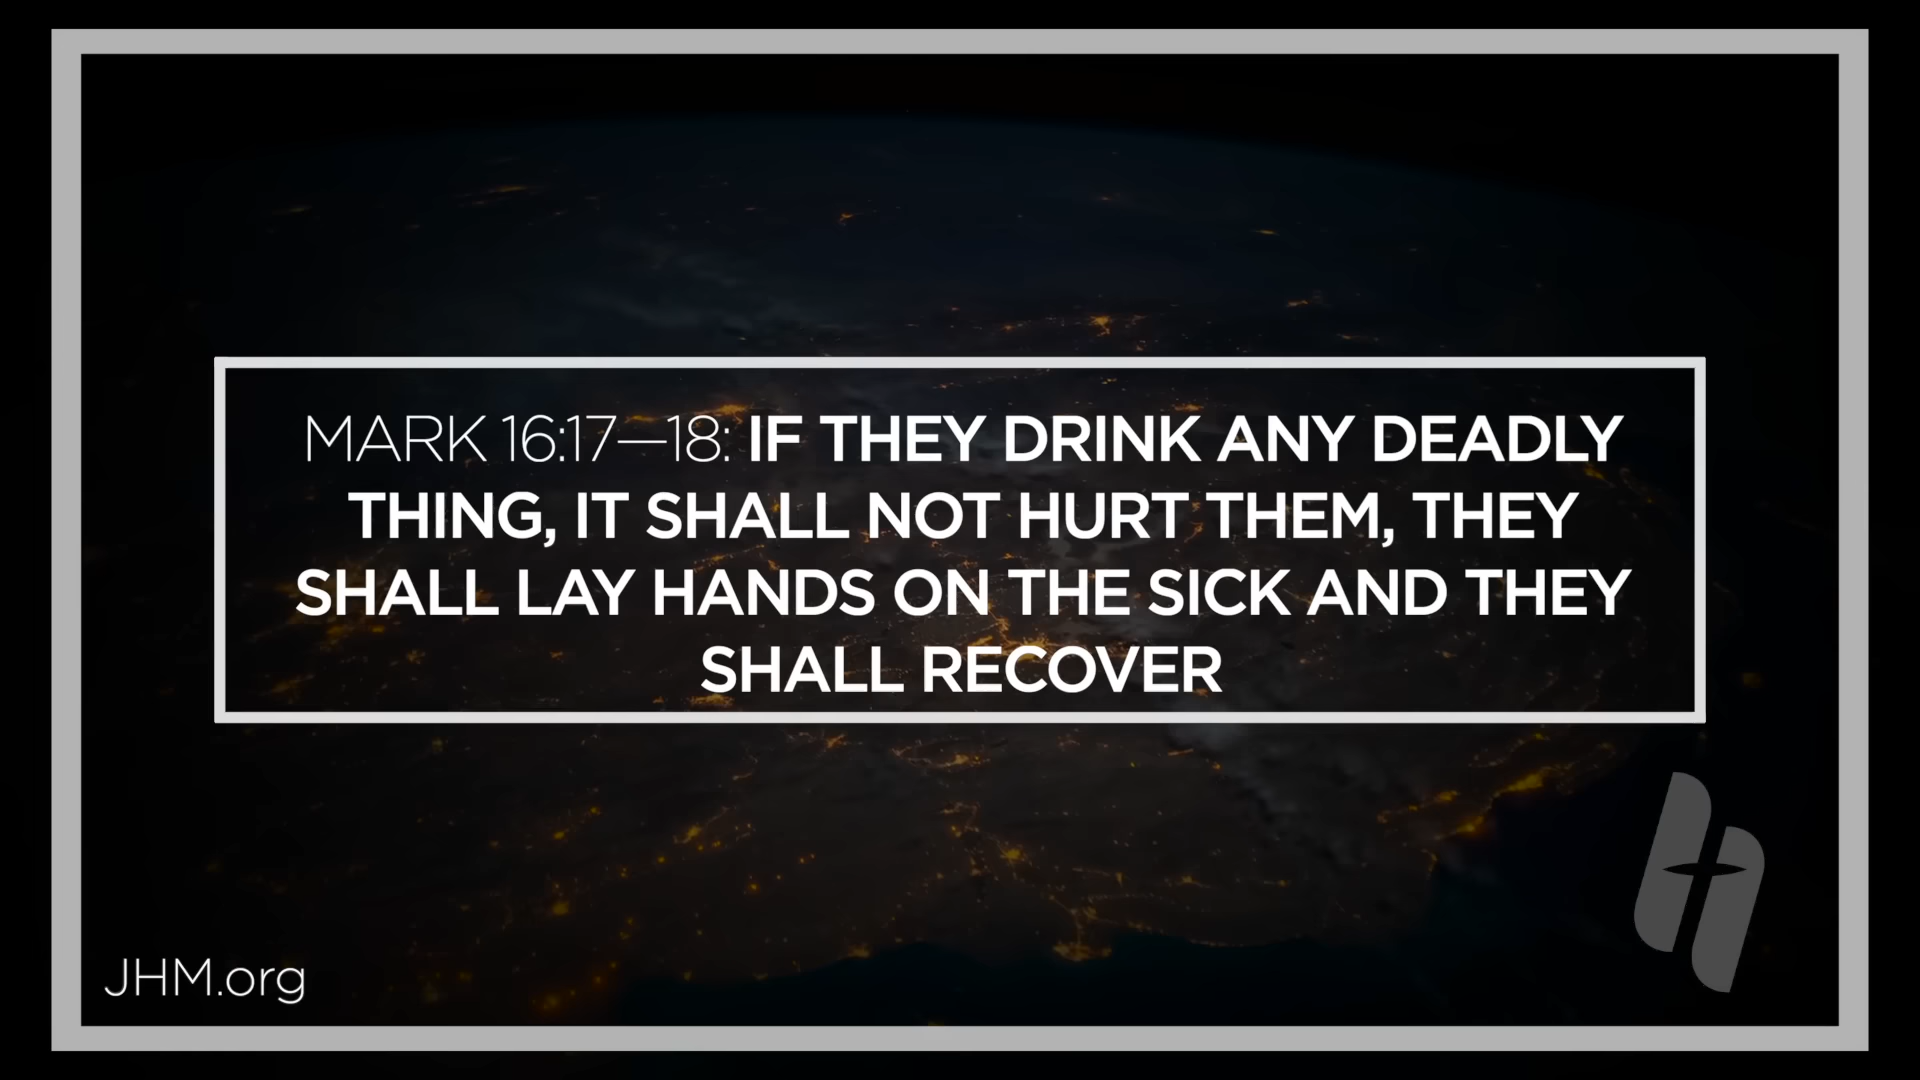 MARK 16:17—18: IF THEY DRINK ANY DEADLY
THING, IT SHALL NOT HURT THEM, THEY
SHALL LAY HANDS ON THE SICK AND THEY
SHALL RECOVER
JHM.org